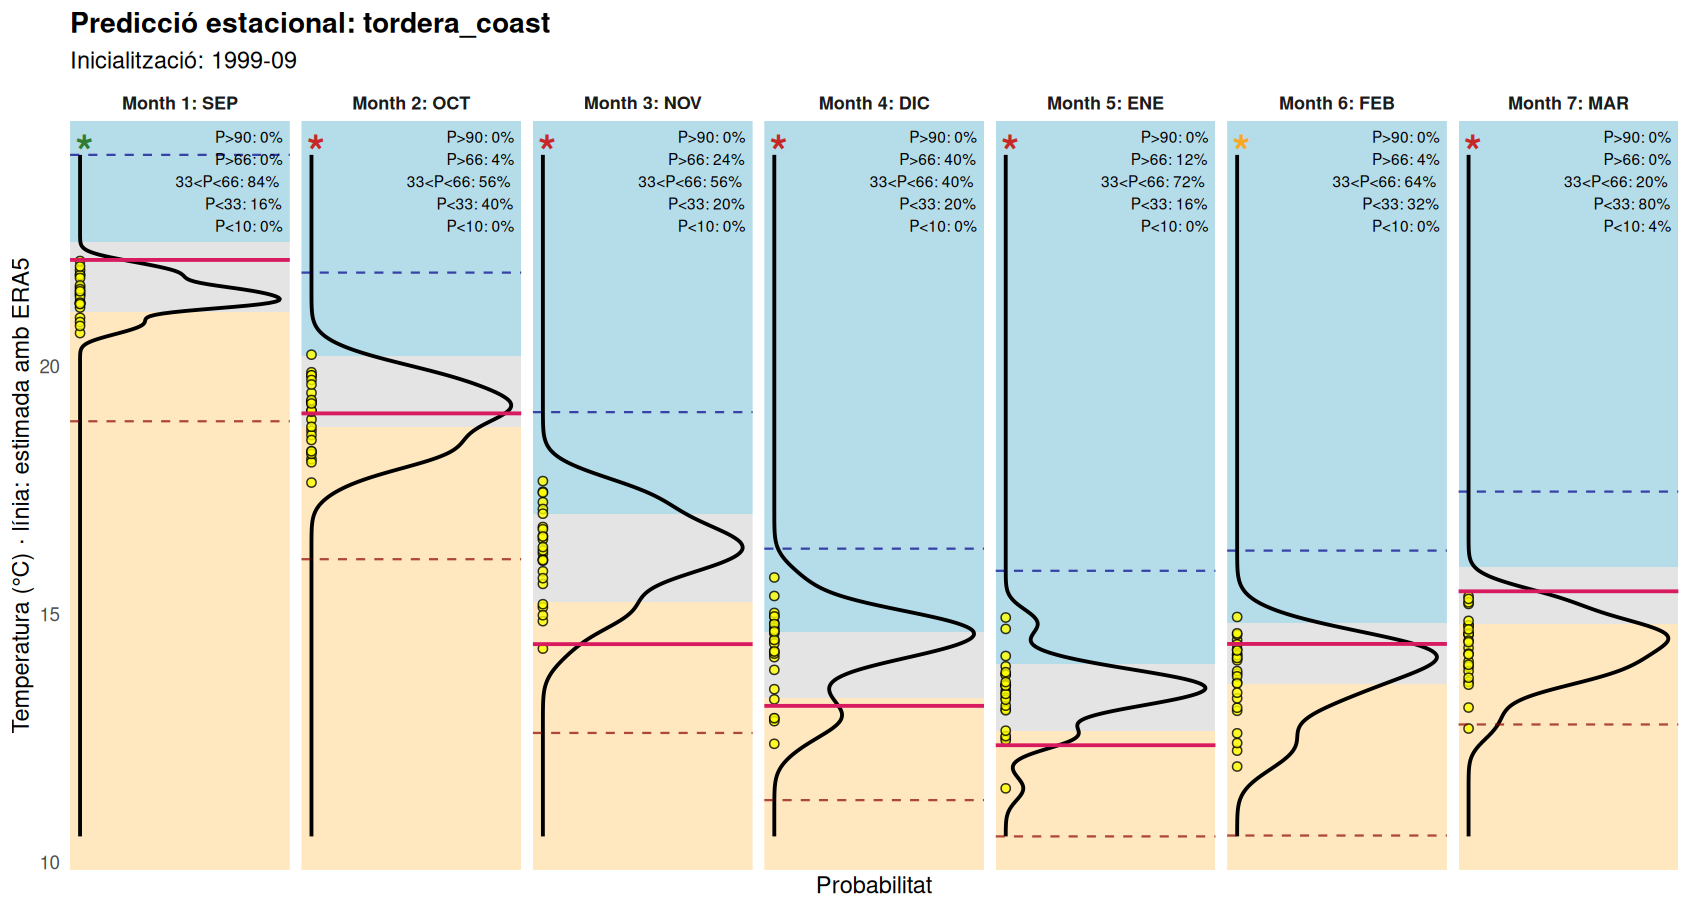 Predicció estacional: tordera_coast
Inicialització: 1999-09
Month 1: SEP
Month 2: OCT
Month 3: NOV
Month 4: DIC
Month 5: ENE
Month 6: FEB
Month 7: MAR
*
P>90: 0%
P>66: 0%
33<P<66: 84%
P<33: 16%
P<10: 0%
*
P>90: 0%
P>66: 4%
33<P<66: 56%
P<33: 40%
P<10: 0%
*
P>90: 0%
P>66: 24%
33<P<66: 56%
P<33: 20%
P<10: 0%
*
P>90: 0%
P>66: 40%
33<P<66: 40%
P<33: 20%
P<10: 0%
*
P>90: 0%
P>66: 12%
33<P<66: 72%
P<33: 16%
P<10: 0%
*
P>90: 0%
P>66: 4%
33<P<66: 64%
P<33: 32%
P<10: 0%
*
P>90: 0%
P>66: 0%
33<P<66: 20%
P<33: 80%
P<10: 4%
Temperatura (°C) · línia: estimada amb ERA5
20
15
10
Probabilitat